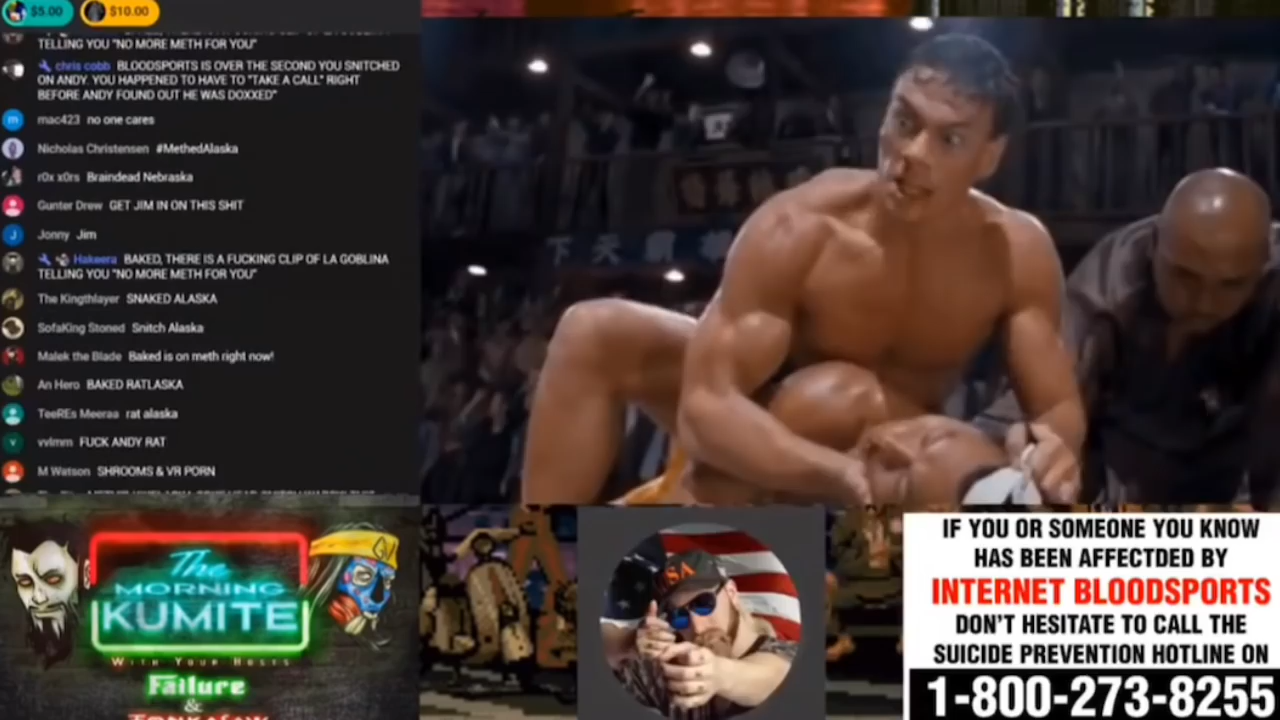 $5.00
$10.00
TELLING YOU "NO MORE METH FOR YOU"
chris cobb BLOODSPORTS IS OVER THE SECOND YOU SNITCHED
ON ANDY. YOU HAPPENED TO HAVE TO "TAKE A CALL" RIGHT
BEFORE ANDY FOUND OUT HE WAS DOXXED"
mac423 no one cares
Nicholas Christensen #MethedAlaska
r0x x0rs Braindead Nebraska
Gunter Drew GET JIM IN ON THIS SHIT
Jonny Jim
Hakeera BAKED, THERE IS A FUCKING CLIP OF LA GOBLINA
TELLING YOU "NO MORE METH FOR YOU"
The Kingthlayer SNAKED ALASKA
SofaKing Stoned Snitch Alaska
Malek the Blade Baked is on meth right now!
An Hero BAKED RATLASKA
TeeREs Meeraa rat alaska
vvlmm FUCK ANDY RAT
M Watson SHROOMS & VR PORN
The
MORNING
KUMITE
With Your Hosts
Failure
&
下天霸
IF YOU OR SOMEONE YOU KNOW
HAS BEEN AFFECTDED BY
INTERNET BLOODSPORTS
DON'T HESITATE TO CALL THE
SUICIDE PREVENTION HOTLINE ON
1-800-273-8255